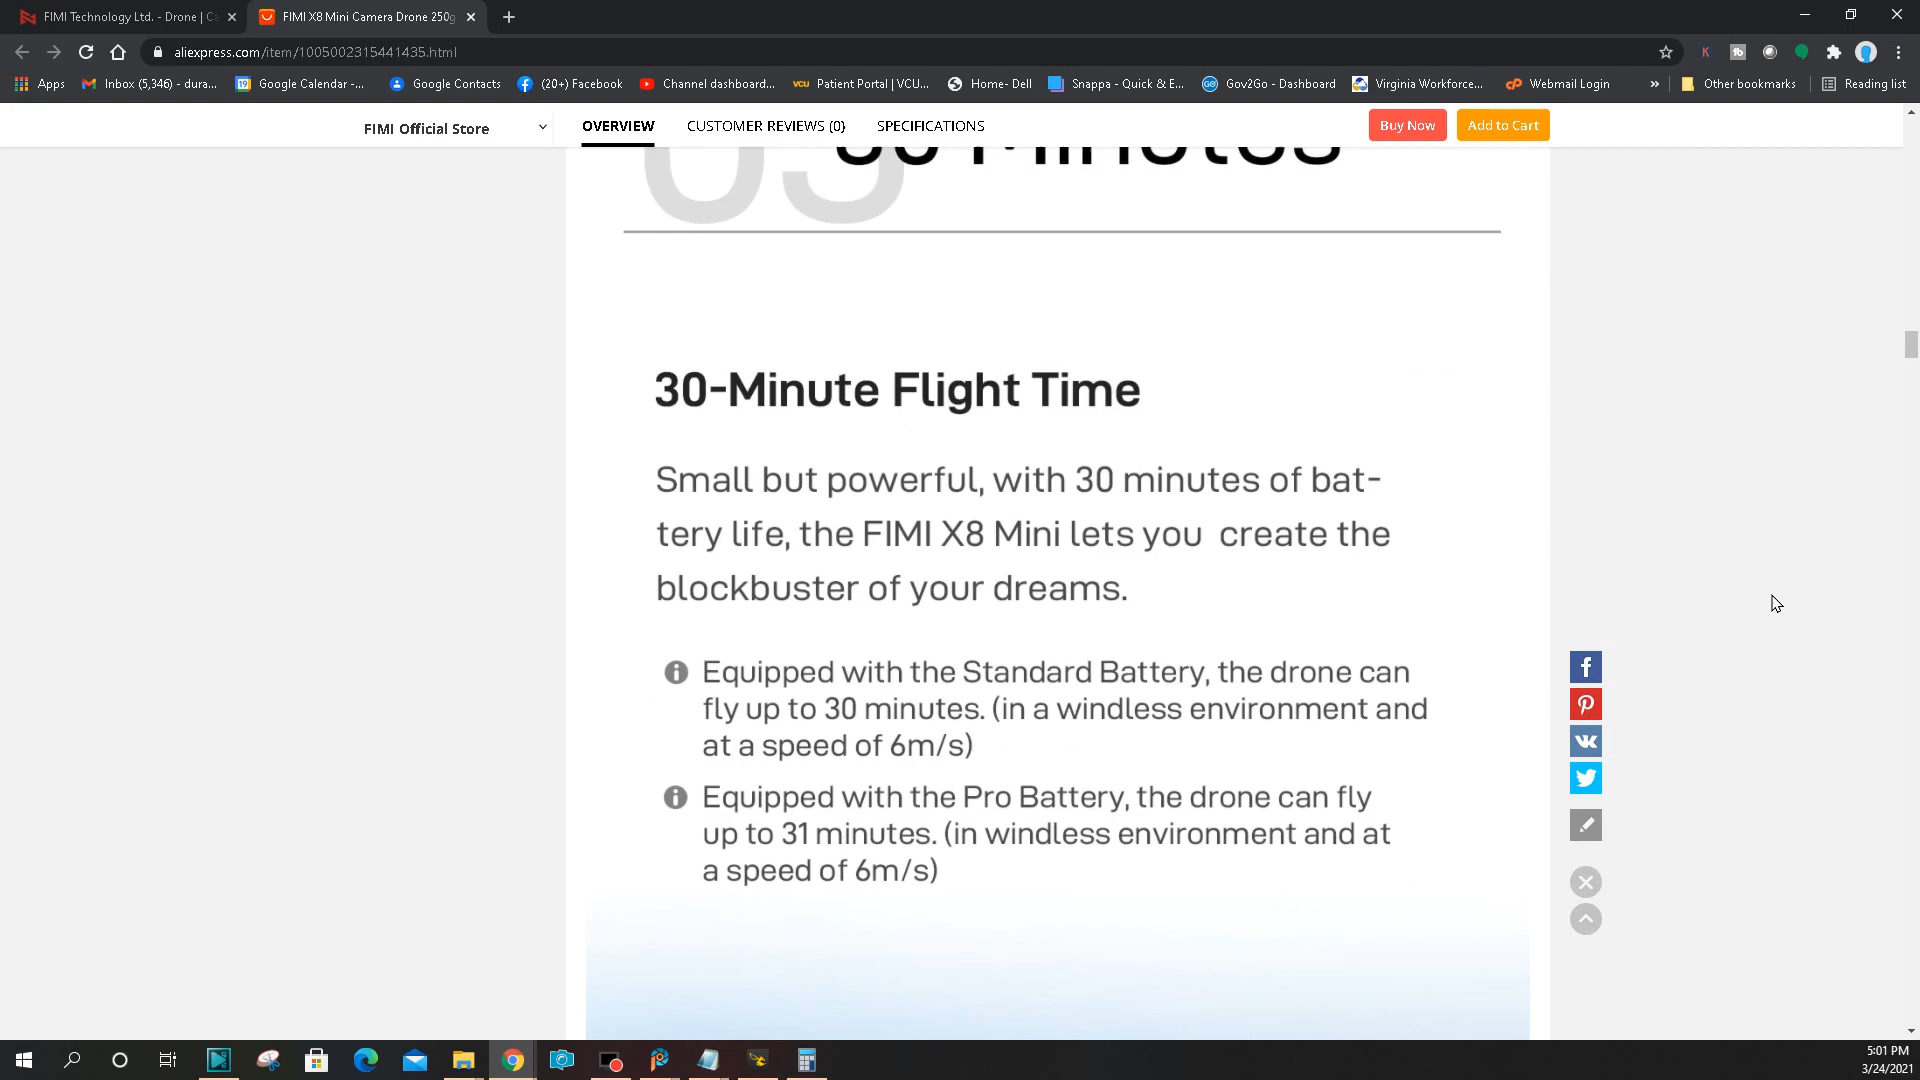 FIMI Technology Ltd. - Drone | Ca
FIMI X8 Mini Camera Drone 250g
aliexpress.com/item/1005002315441435.html
Apps
Inbox (5,346) - dura...
Google Calendar -...
Google Contacts
(20+) Facebook
Channel dashboard...
Patient Portal | VCU...
Home- Dell
Snappa - Quick & E...
Gov2Go - Dashboard
Virginia Workforce...
Webmail Login
»
Other bookmarks
Reading list
FIMI Official Store
OVERVIEW
CUSTOMER REVIEWS (0)
SPECIFICATIONS
Buy Now
Add to Cart
03
30 Minutes
30-Minute Flight Time
Small but powerful, with 30 minutes of bat-
tery life, the FIMI X8 Mini lets you create the
blockbuster of your dreams.
Equipped with the Standard Battery, the drone can
fly up to 30 minutes. (in a windless environment and
at a speed of 6m/s)
Equipped with the Pro Battery, the drone can fly
up to 31 minutes. (in windless environment and at
a speed of 6m/s)
5:01 PM
3/24/2021